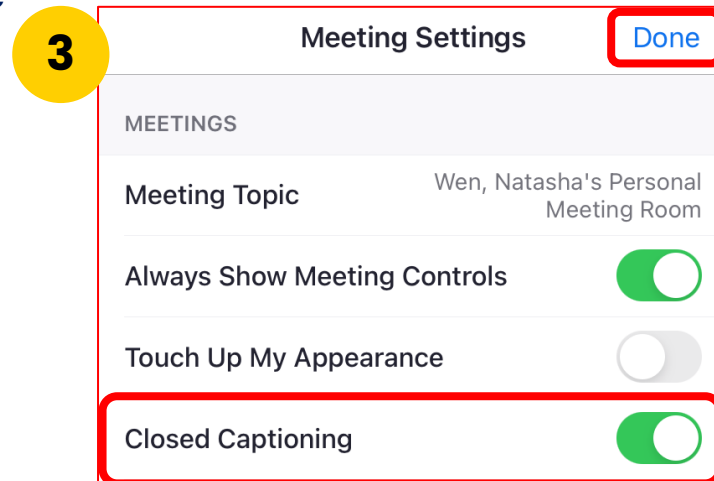 3
Meeting Settings Done
MEETINGS
Meeting Topic Wen, Natasha's Personal
Meeting Room
Always Show Meeting Controls
Touch Up My Appearance
Closed Captioning